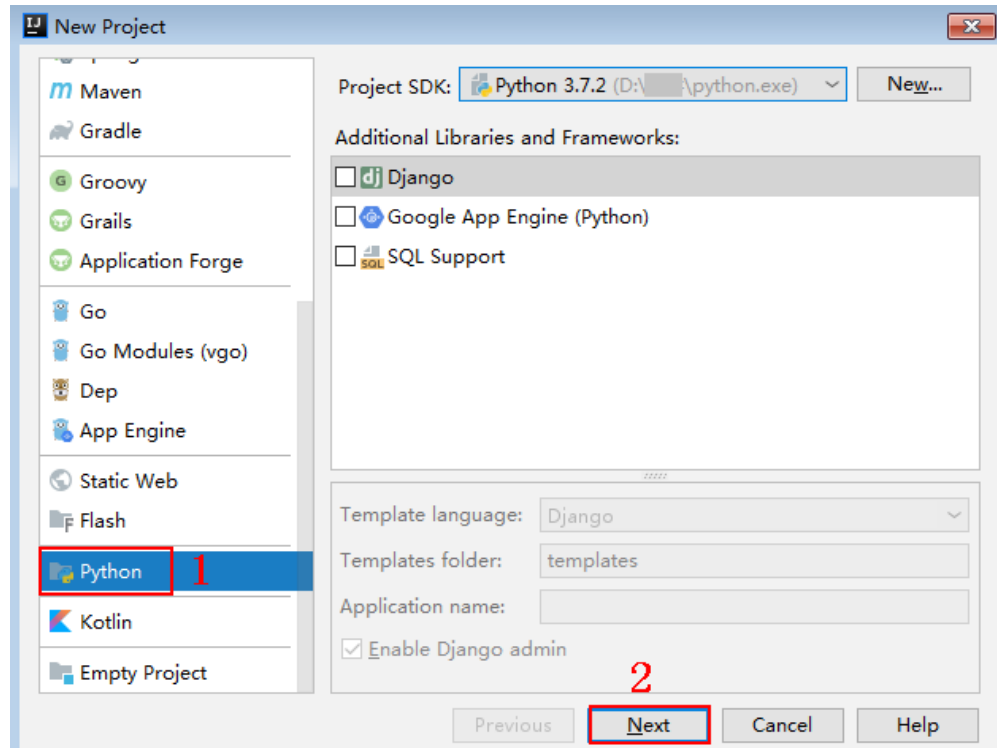 New Project
Maven
Gradle
Groovy
Grails
Application Forge
Go
Go Modules (vgo)
Dep
App Engine
Static Web
Flash
Python 1
Kotlin
Empty Project
Project SDK: Python 3.7.2 (D:\ \python.exe) New...
Additional Libraries and Frameworks:
dj Django
Google App Engine (Python)
SQL SQL Support
Template language: Django
Templates folder: templates
Application name:
Enable Django admin
2
Previous Next Cancel Help